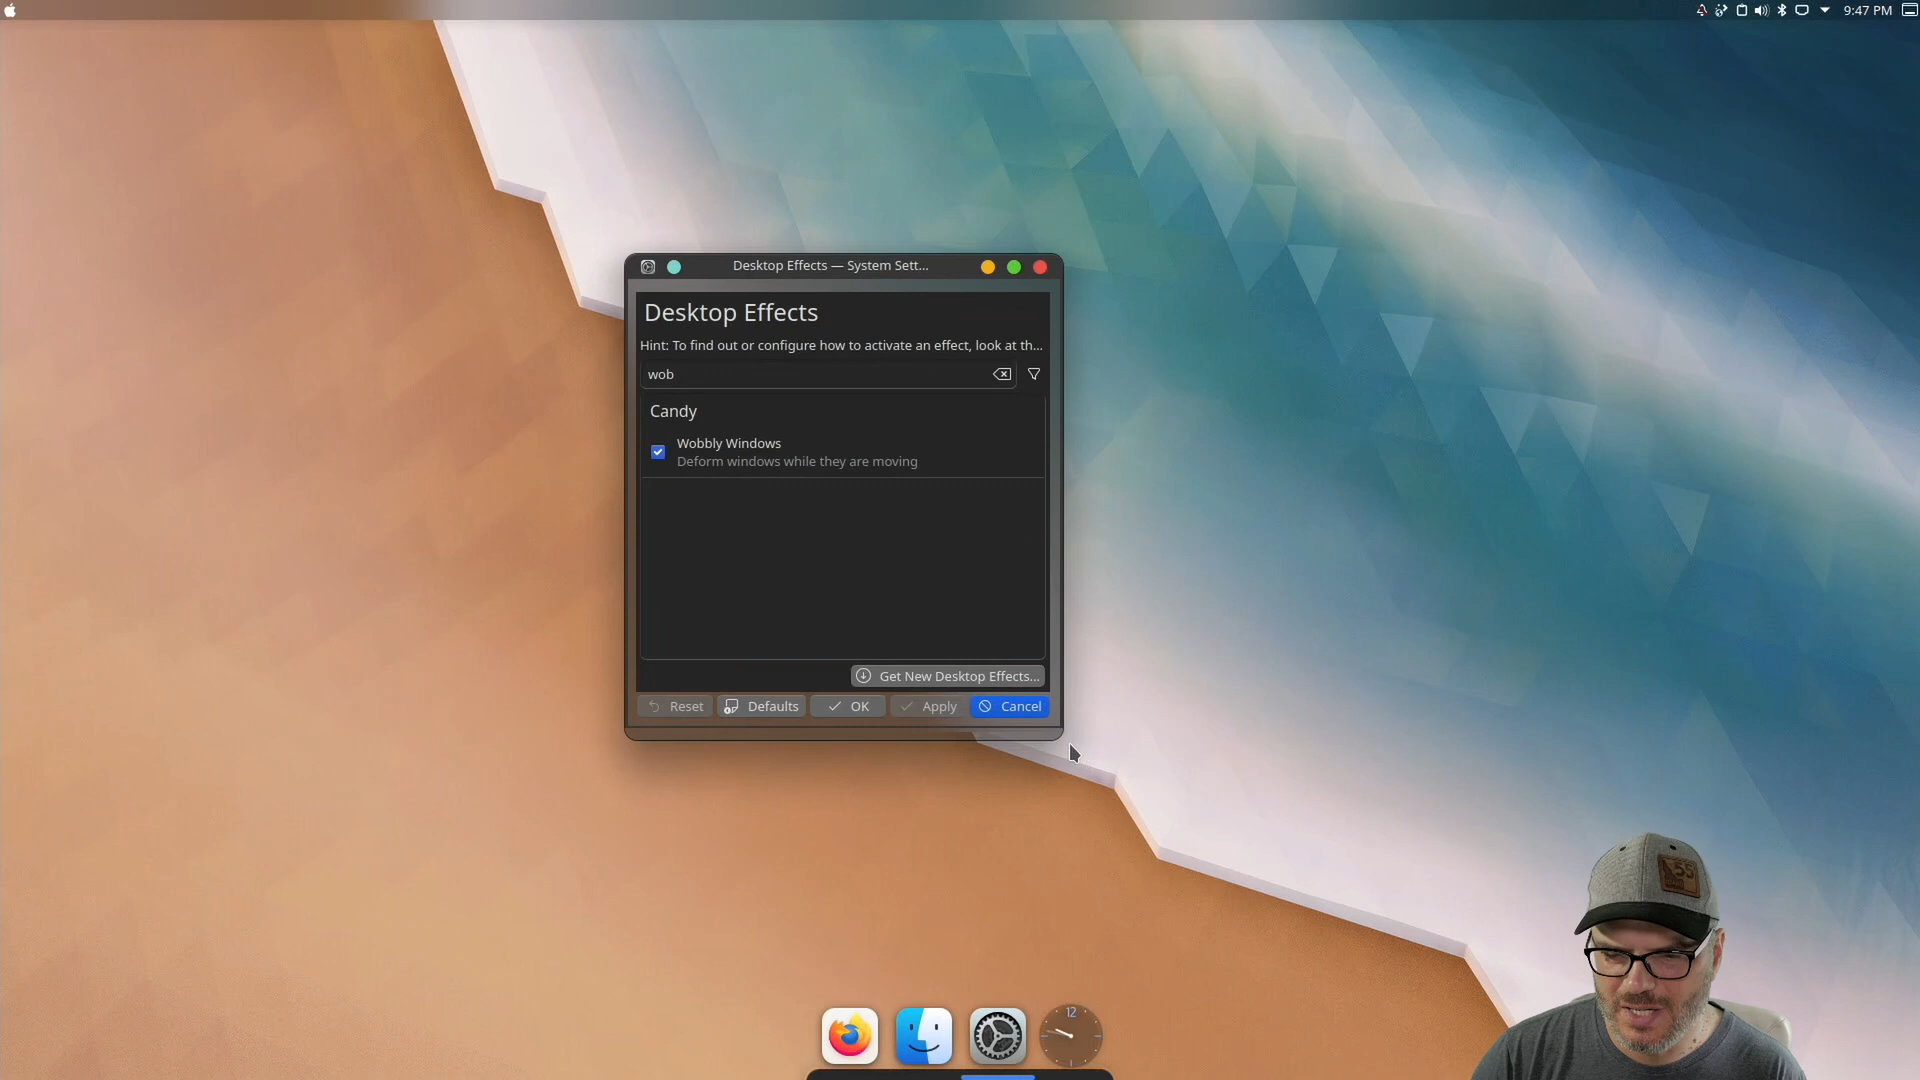 9:47 PM
Desktop Effects — System Sett...
Desktop Effects
Hint: To find out or configure how to activate an effect, look at th...
wob
Candy
Wobbly Windows
Deform windows while they are moving
Get New Desktop Effects...
Reset Defaults OK Apply Cancel
12
55